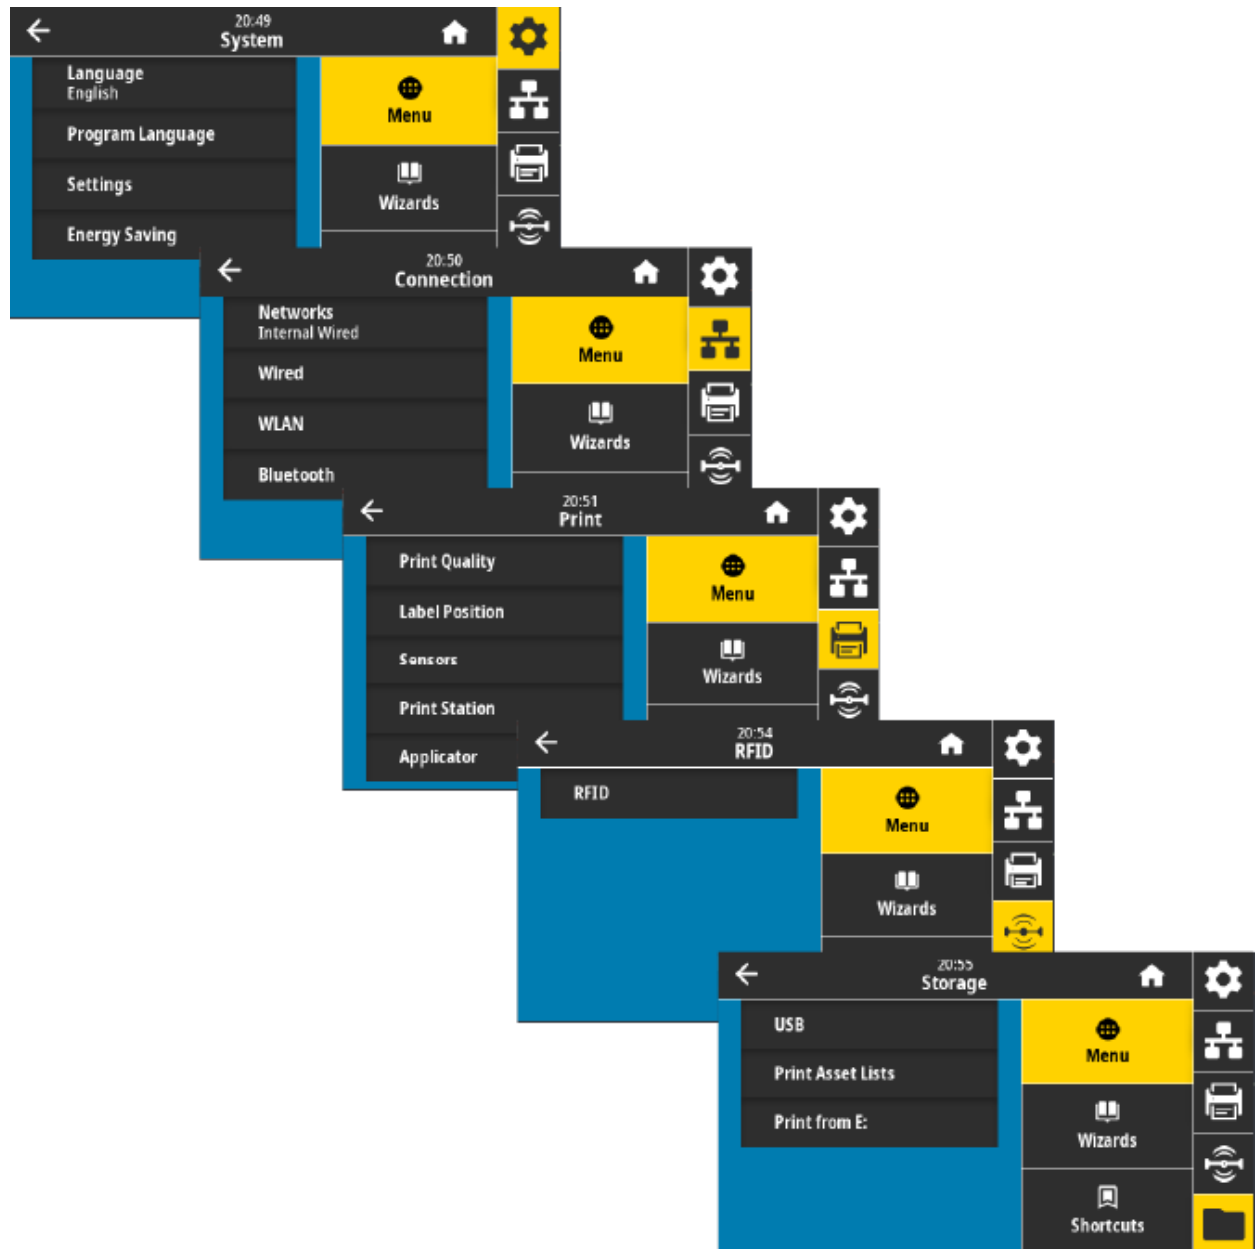 20:49
System
Language
English
Program Language
Settings
Energy Saving
Menu
Wizards
20:50
Connection
Networks
Internal Wired
Wired
WLAN
Bluetooth
Menu
Wizards
20:51
Print
Print Quality
Label Position
Sensors
Print Station
Applicator
Menu
Wizards
20:54
RFID
RFID
Menu
Wizards
20:55
Storage
USB
Print Asset Lists
Print from E:
Menu
Wizards
Shortcuts